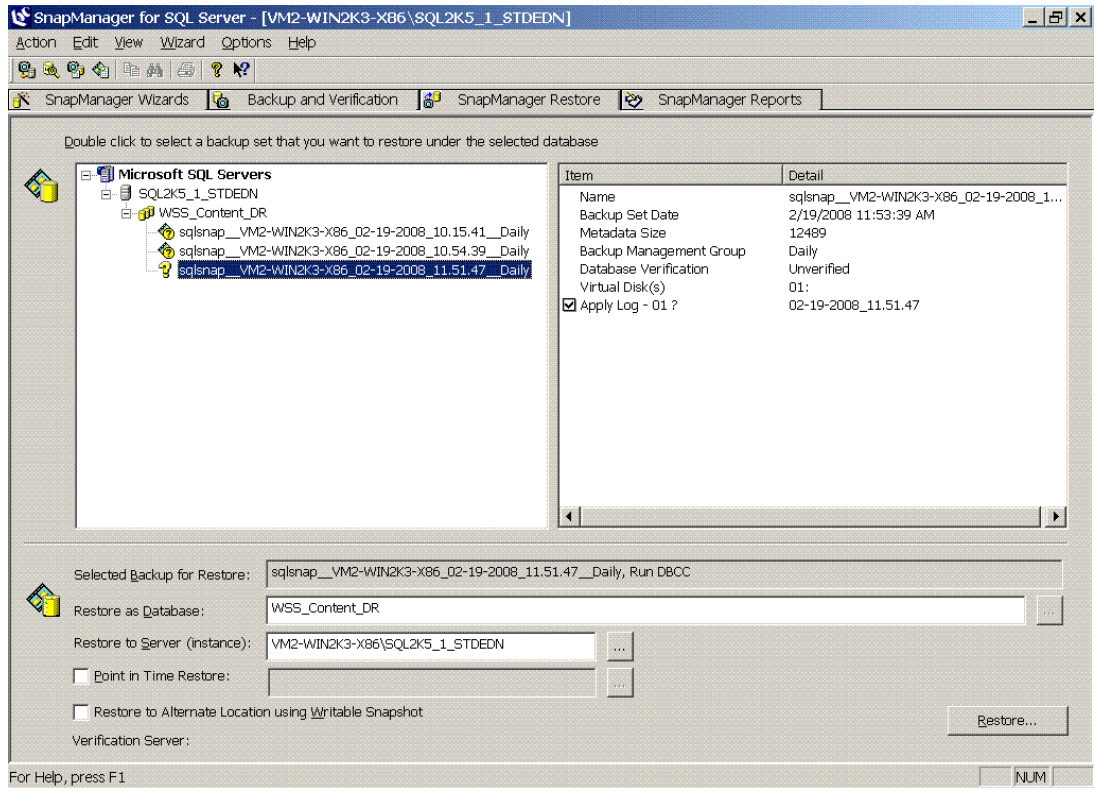 SnapManager for SQL Server - [VM2-WIN2K3-X86\SQL2K5_1_STDEDN]
Action Edit View Wizard Options Help
SnapManager Wizards Backup and Verification SnapManager Restore SnapManager Reports
Double click to select a backup set that you want to restore under the selected database
Microsoft SQL Servers
SQL2K5_1_STDEDN
WSS_Content_DR
sqlsnap__VM2-WIN2K3-X86_02-19-2008_10.15.41__Daily
sqlsnap__VM2-WIN2K3-X86_02-19-2008_10.54.39__Daily
sqlsnap__VM2-WIN2K3-X86_02-19-2008_11.51.47__Daily
Item Detail
Name sqlsnap__VM2-WIN2K3-X86_02-19-2008_1...
Backup Set Date 2/19/2008 11:53:39 AM
Metadata Size 12489
Backup Management Group Daily
Database Verification Unverified
Virtual Disk(s) 01:
Apply Log - 01 ? 02-19-2008_11.51.47
Selected Backup for Restore: sqlsnap__VM2-WIN2K3-X86_02-19-2008_11.51.47__Daily, Run DBCC
Restore as Database: WSS_Content_DR ...
Restore to Server (instance): VM2-WIN2K3-X86\SQL2K5_1_STDEDN ...
Point in Time Restore: ...
Restore to Alternate Location using Writable Snapshot
Restore...
Verification Server:
For Help, press F1 NUM